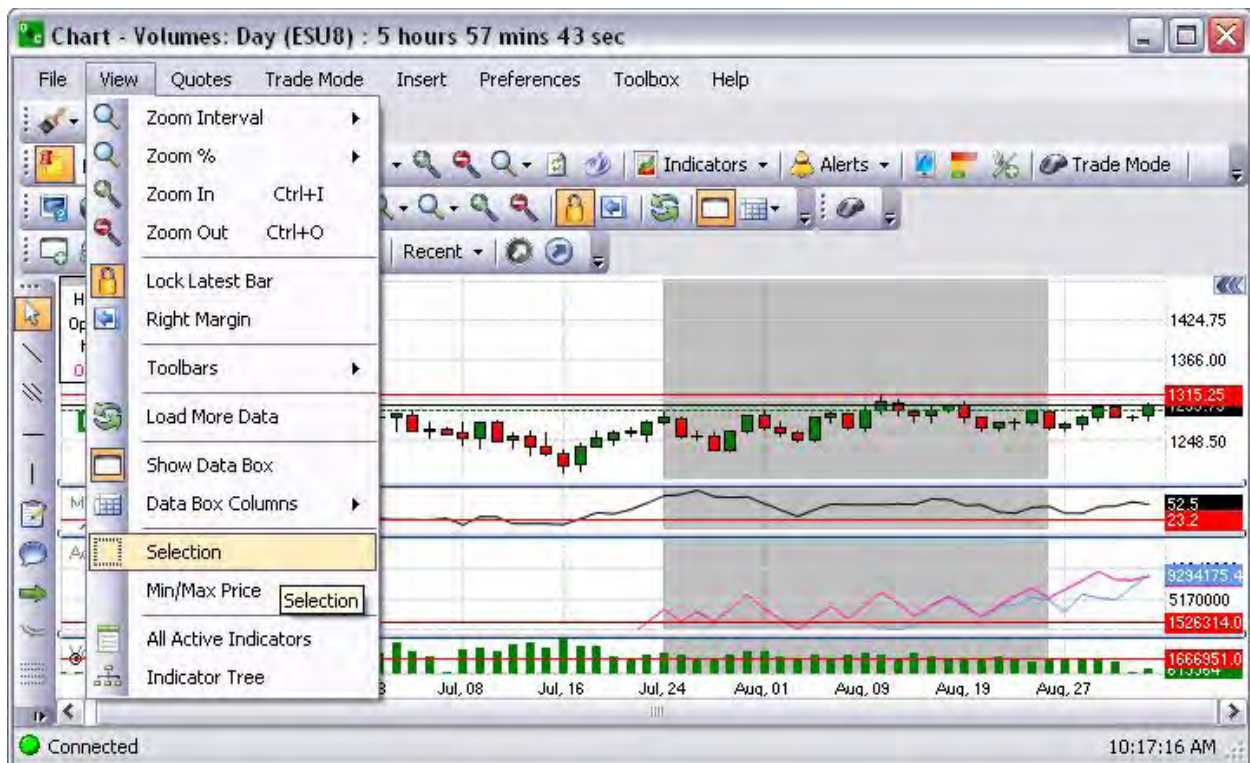 Chart - Volumes: Day (ESU8) : 5 hours 57 mins 43 sec
File View Quotes Trade Mode Insert Preferences Toolbox Help
Zoom Interval
Zoom %
Indicators Alerts Trade Mode
Zoom In Ctrl+I
Zoom Out Ctrl+O
Recent
Lock Latest Bar
Right Margin
1424.75
1366.00
Toolbars
1315.25
Load More Data
1248.50
Show Data Box
Data Box Columns
52.5
23.2
Selection
9294175.4
Min/Max Price
Selection
5170000
1526314.0
All Active Indicators
1666951.0
Indicator Tree
Jul, 08 Jul, 16 Jul, 24 Aug, 01 Aug, 09 Aug, 19 Aug, 27
Connected
10:17:16 AM